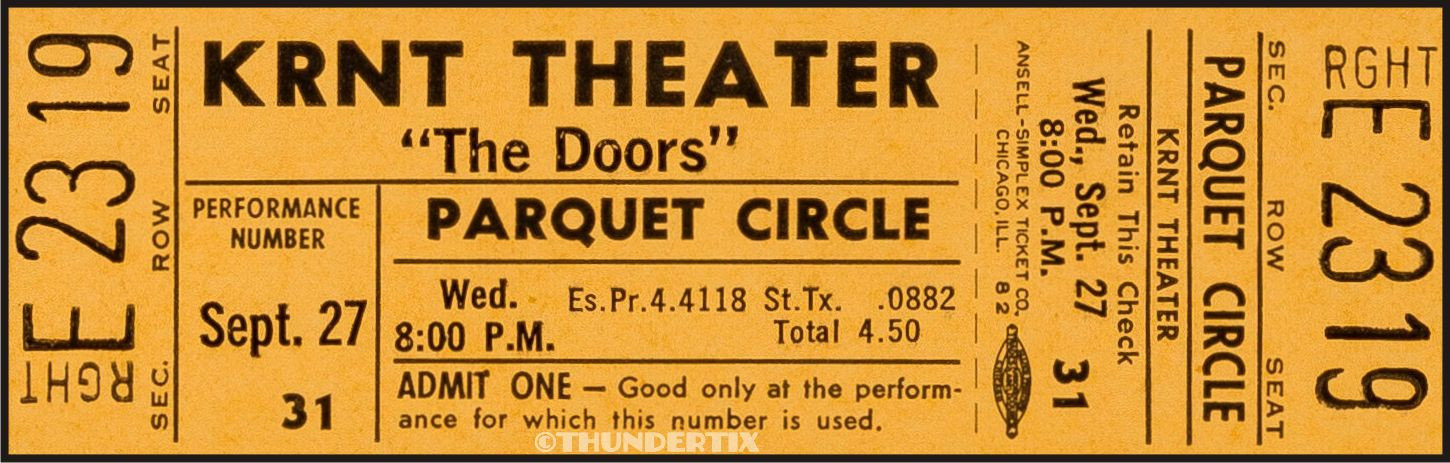 RGHT E 23 19
SEC. ROW SEAT
KRNT THEATER
“The Doors”
PERFORMANCE
NUMBER
Sept. 27
31
PARQUET CIRCLE
Wed. Es.Pr.4.4118 St.Tx. .0882
8:00 P.M. Total 4.50
ADMIT ONE — Good only at the perform-
ance for which this number is used.
ANSELL-SIMPLEX TICKET CO.
CHICAGO, ILL. 82
Wed., Sept. 27
8:00 P.M. 31
Retain This Check
KRNT THEATER
PARQUET CIRCLE
SEC. ROW SEAT
RGHT
E 23 19
©THUNDERTIX